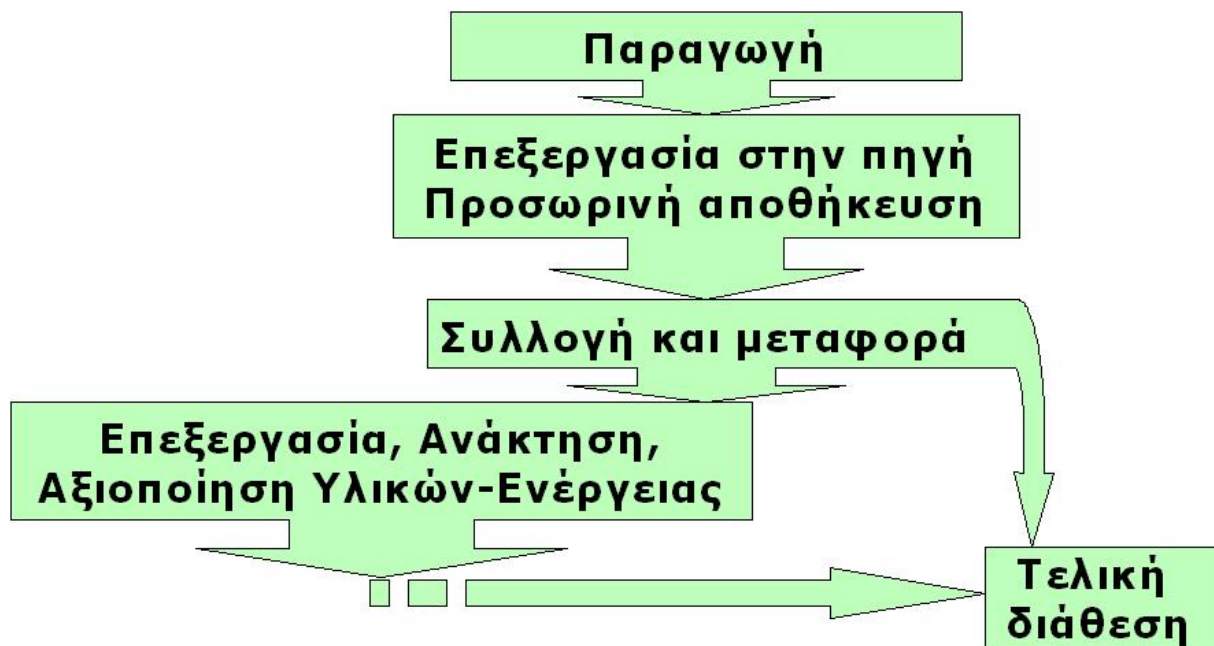 Παραγωγή
Επεξεργασία στην πηγή
Προσωρινή αποθήκευση
Συλλογή και μεταφορά
Επεξεργασία, Ανάκτηση,
Αξιοποίηση Υλικών-Ενέργειας
Τελική
διάθεση